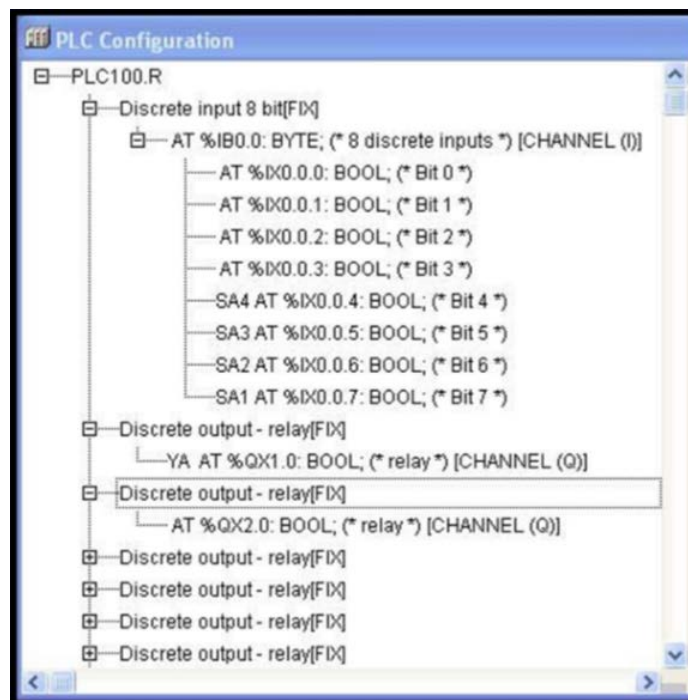 PLC Configuration
PLC100.R
Discrete input 8 bit[FIX]
AT %IB0.0: BYTE; (* 8 discrete inputs *) [CHANNEL (I)]
AT %IX0.0.0: BOOL; (* Bit 0 *)
AT %IX0.0.1: BOOL; (* Bit 1 *)
AT %IX0.0.2: BOOL; (* Bit 2 *)
AT %IX0.0.3: BOOL; (* Bit 3 *)
SA4 AT %IX0.0.4: BOOL; (* Bit 4 *)
SA3 AT %IX0.0.5: BOOL; (* Bit 5 *)
SA2 AT %IX0.0.6: BOOL; (* Bit 6 *)
SA1 AT %IX0.0.7: BOOL; (* Bit 7 *)
Discrete output - relay[FIX]
YA AT %QX1.0: BOOL; (* relay *) [CHANNEL (Q)]
Discrete output - relay[FIX]
AT %QX2.0: BOOL; (* relay *) [CHANNEL (Q)]
Discrete output - relay[FIX]
Discrete output - relay[FIX]
Discrete output - relay[FIX]
Discrete output - relay[FIX]